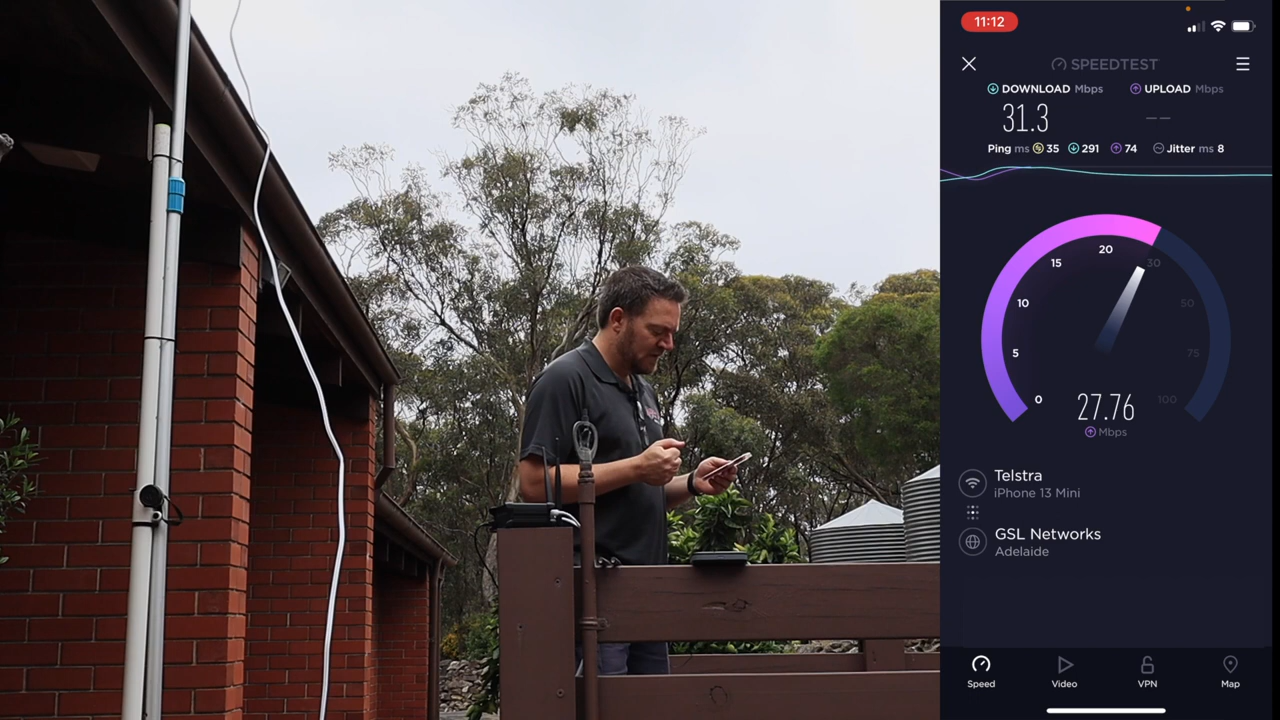 11:12
SPEEDTEST
DOWNLOAD Mbps
UPLOAD Mbps
31.3
--
Ping ms 35 291 74 Jitter ms 8
0
5
10
15
20
30
50
75
100
27.76
Mbps
Telstra
iPhone 13 Mini
GSL Networks
Adelaide
Speed
Video
VPN
Map